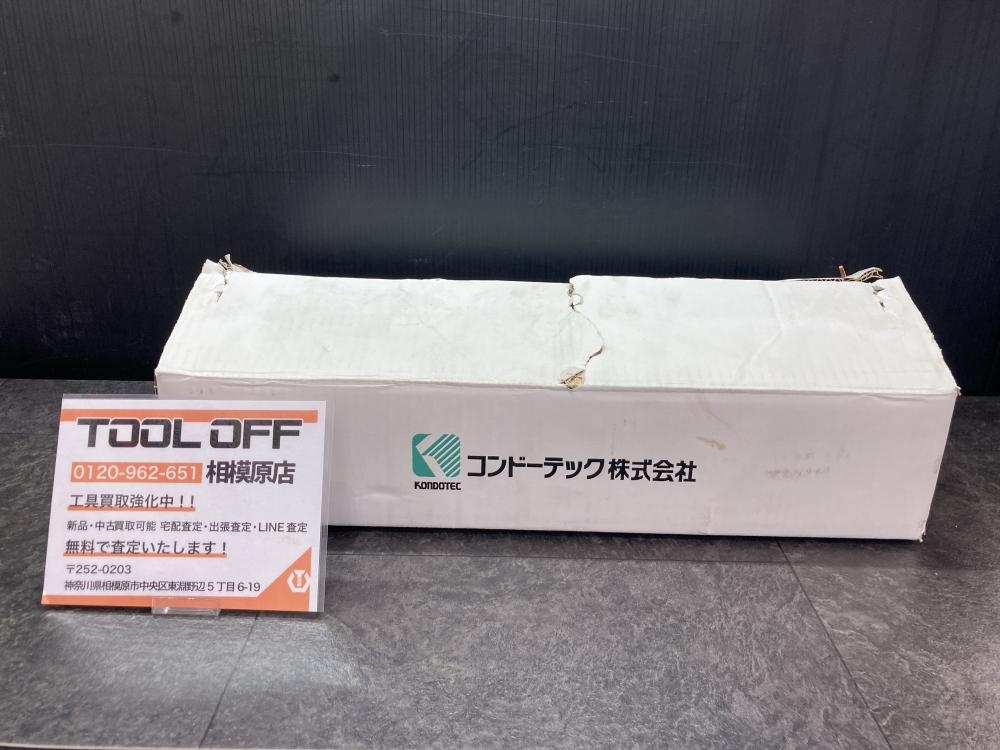 TOOL OFF
0120-962-651 相模原店
工具買取強化中！！
新品・中古買取可能 宅配査定・出張査定・LINE査定
無料で査定いたします！
〒252-0203
神奈川県相模原市中央区東淵野辺5丁目6-19
コンドーテック株式会社
KONDOTEC